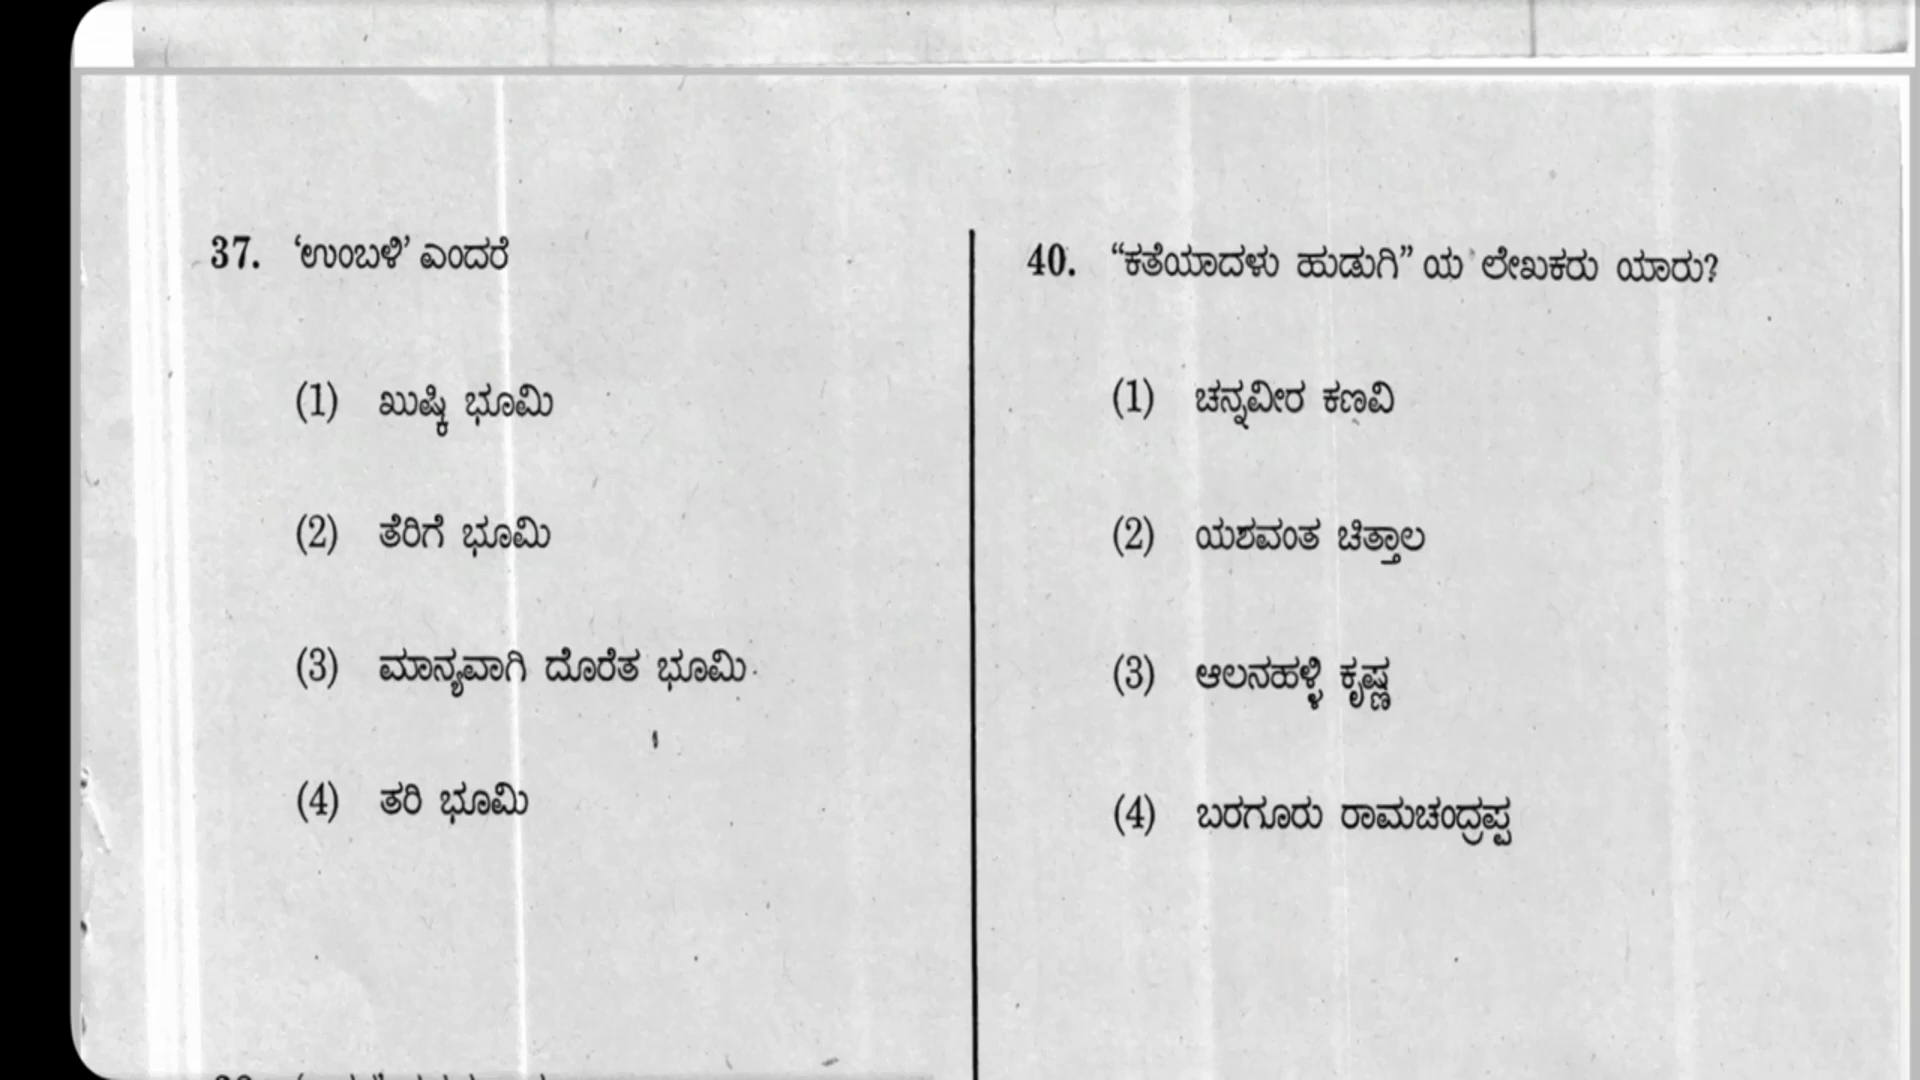 37. ‘ಉಂಬಳಿ’ ಎಂದರೆ
(1) ಖುಷ್ಕಿ ಭೂಮಿ
(2) ತೆರಿಗೆ ಭೂಮಿ
(3) ಮಾನ್ಯವಾಗಿ ದೊರೆತ ಭೂಮಿ
(4) ತರಿ ಭೂಮಿ
40. “ಕತೆಯಾದಳು ಹುಡುಗಿ” ಯ ಲೇಖಕರು ಯಾರು?
(1) ಚನ್ನವೀರ ಕಣವಿ
(2) ಯಶವಂತ ಚಿತ್ತಾಲ
(3) ಆಲನಹಳ್ಳಿ ಕೃಷ್ಣ
(4) ಬರಗೂರು ರಾಮಚಂದ್ರಪ್ಪ